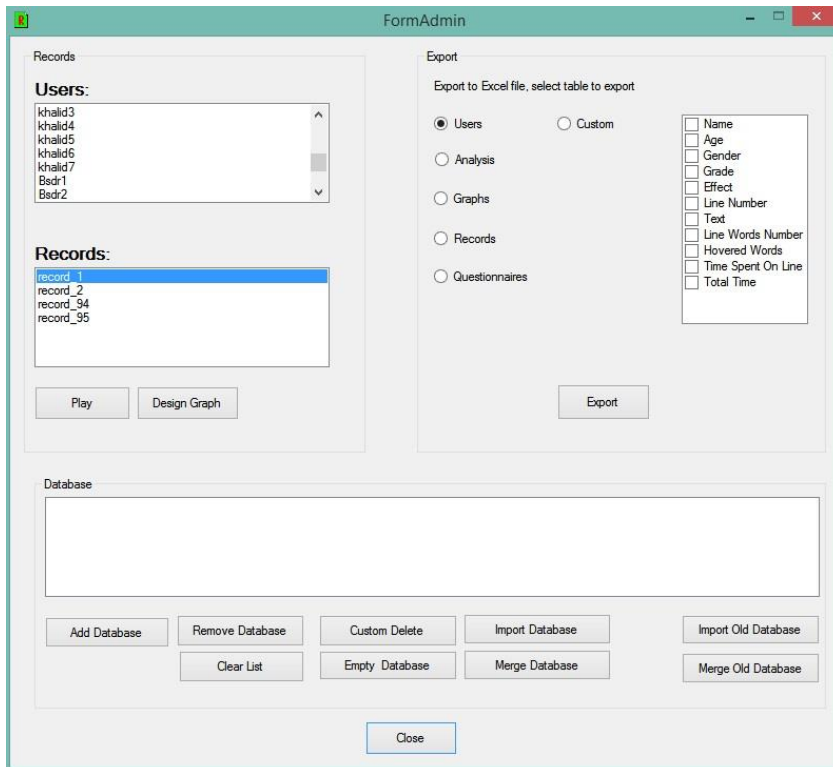 FormAdmin
Records
Users:
khalid3
khalid4
khalid5
khalid6
khalid7
Bsdr1
Bsdr2
Records:
record_1
record_2
record_94
record_95
Play
Design Graph
Export
Export to Excel file, select table to export
Users
Custom
Analysis
Graphs
Records
Questionnaires
Name
Age
Gender
Grade
Effect
Line Number
Text
Line Words Number
Hovered Words
Time Spent On Line
Total Time
Export
Database
Add Database
Remove Database
Custom Delete
Import Database
Import Old Database
Clear List
Empty Database
Merge Database
Merge Old Database
Close